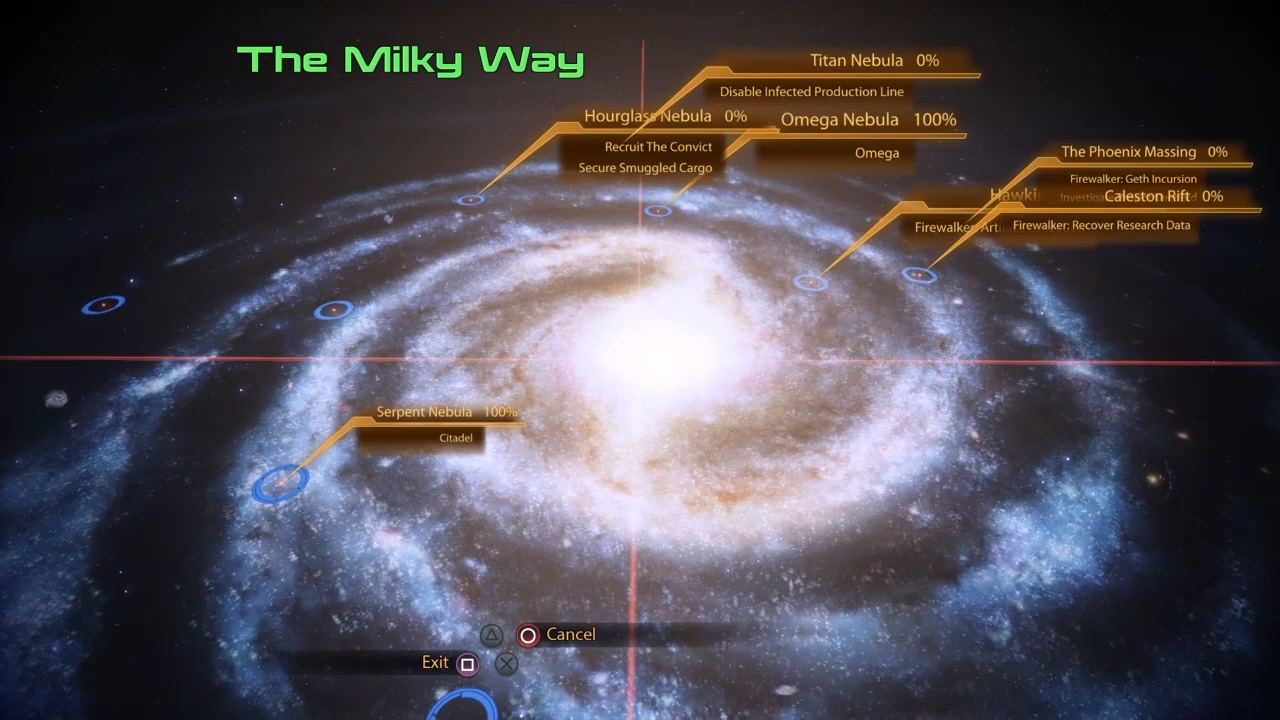 The Milky Way
Titan Nebula 0%
Disable Infected Production Line
Hourglass Nebula 0%
Recruit The Convict
Secure Smuggled Cargo
Omega Nebula 100%
Omega
The Phoenix Massing 0%
Firewalker: Geth Incursion
Caleston Rift 0%
Firewalker: Recover Research Data
Firewalker:
Serpent Nebula 100%
Citadel
Cancel
Exit